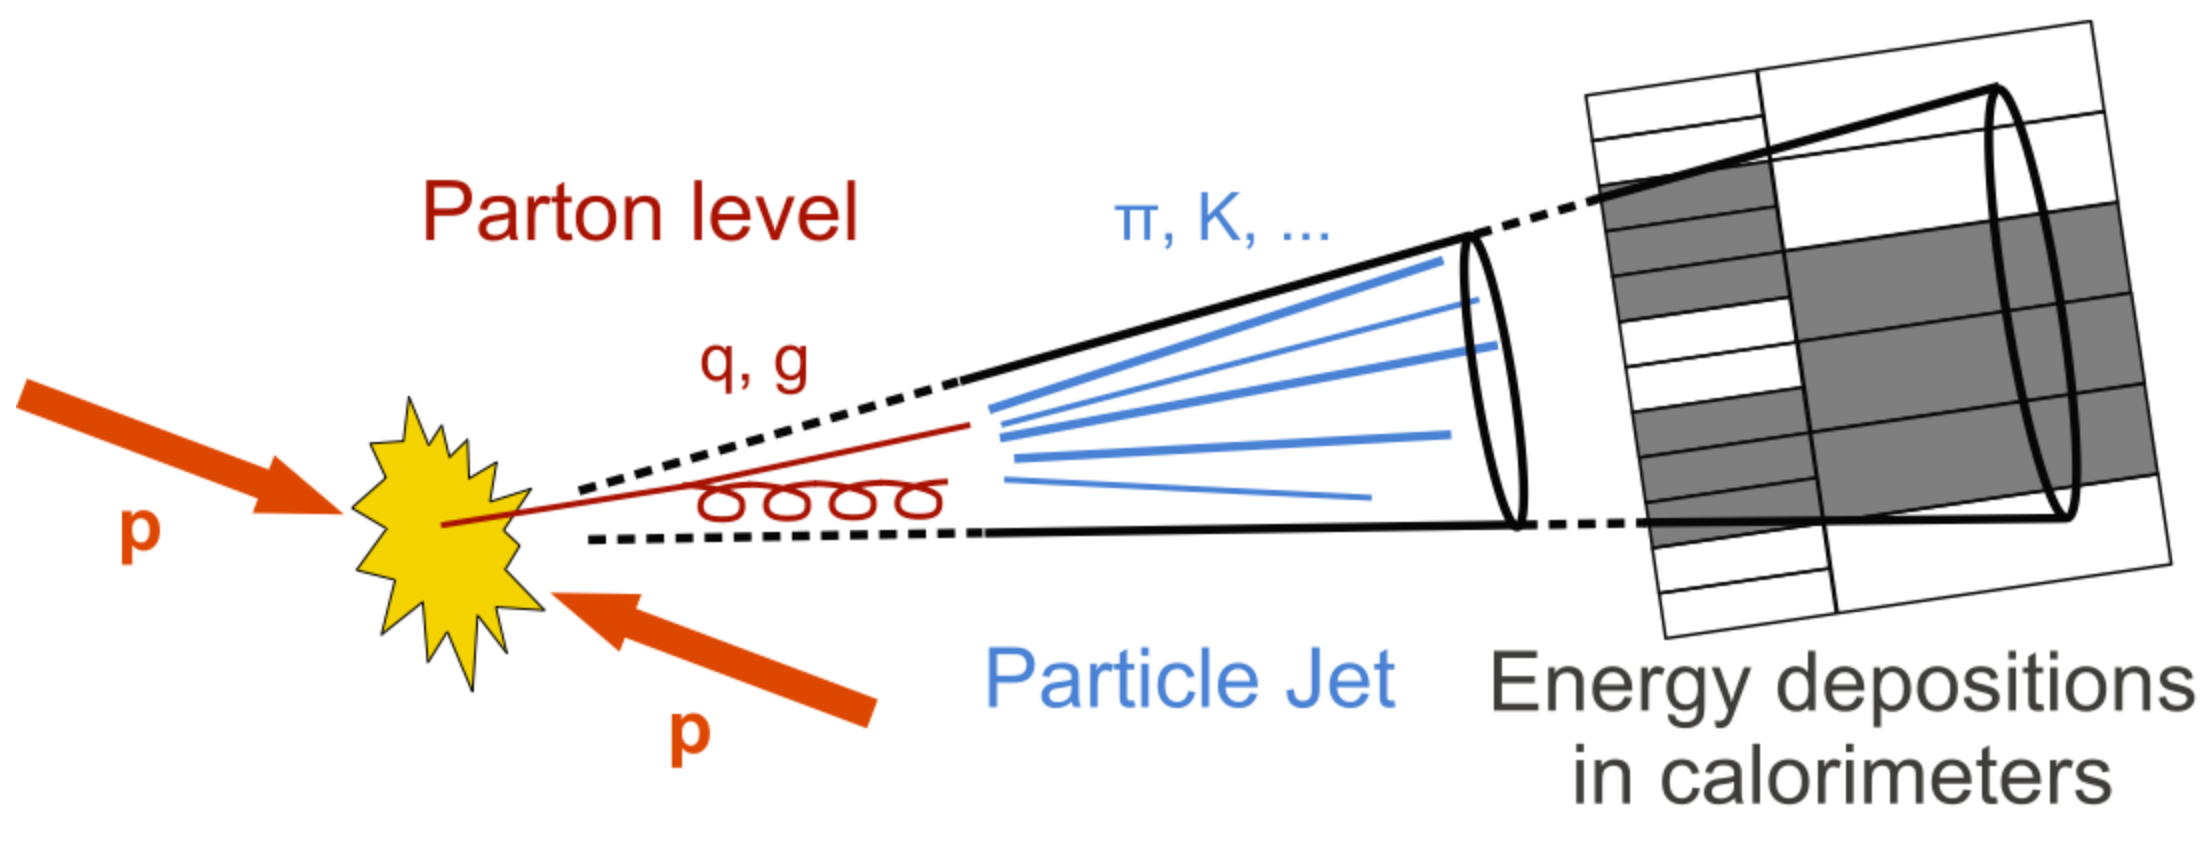 Parton level
π, K, ...
q, g
p
p
Particle Jet
Energy depositions
in calorimeters